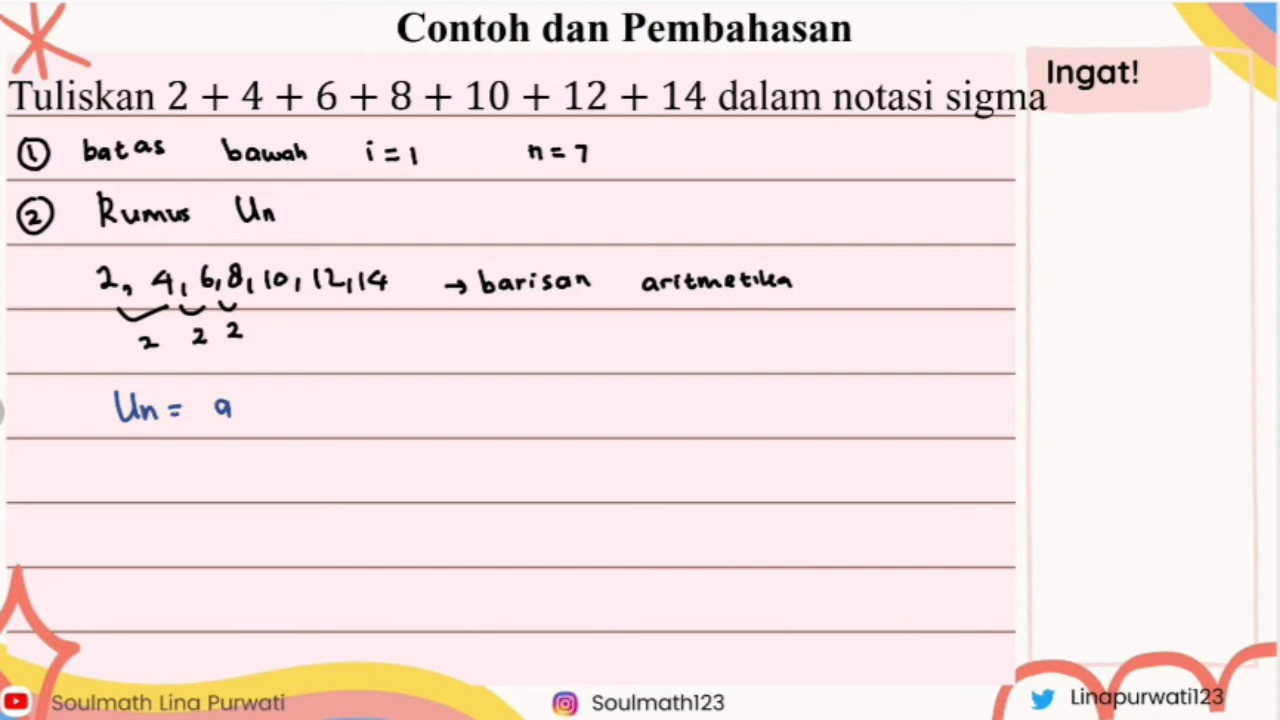 Contoh dan Pembahasan
Ingat!
Tuliskan 2 + 4 + 6 + 8 + 10 + 12 + 14 dalam notasi sigma
① batas bawah i = 1 n = 7
② Rumus Un
2, 4, 6, 8, 10, 12, 14 → barisan aritmetika
2 2 2
Un = a
Soulmath Lina Purwati
Soulmath123
Linapurwati123